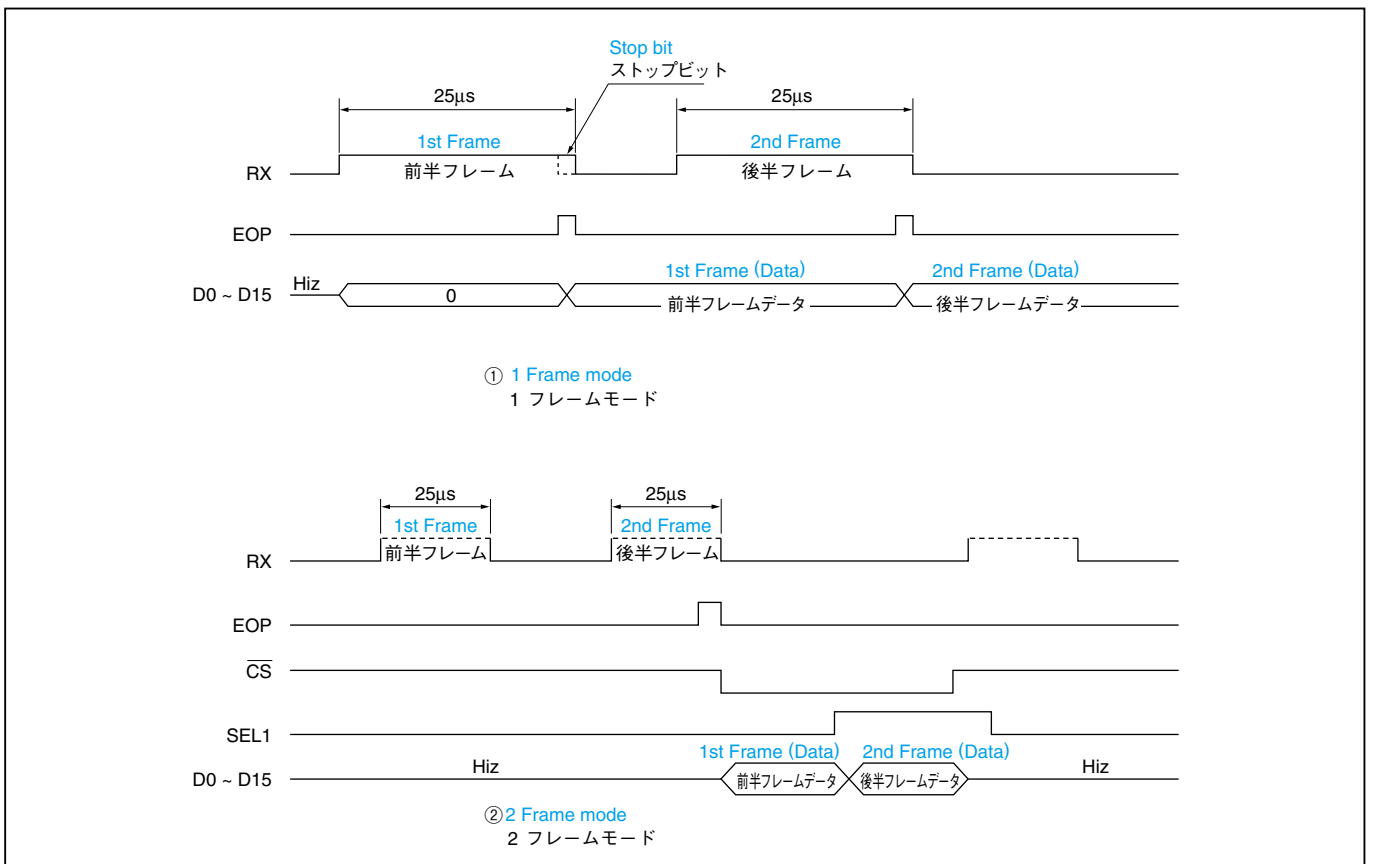 Stop bit
ストップビット
25μs 25μs
1st Frame 2nd Frame
RX 前半フレーム 後半フレーム
EOP
1st Frame (Data) 2nd Frame (Data)
D0 ~ D15 Hiz 0 前半フレームデータ 後半フレームデータ
① 1 Frame mode
1 フレームモード
25μs 25μs
1st Frame 2nd Frame
RX 前半フレーム 後半フレーム
EOP
C̅S̅
SEL1
1st Frame (Data) 2nd Frame (Data)
D0 ~ D15 Hiz 前半フレームデータ 後半フレームデータ Hiz
② 2 Frame mode
2 フレームモード